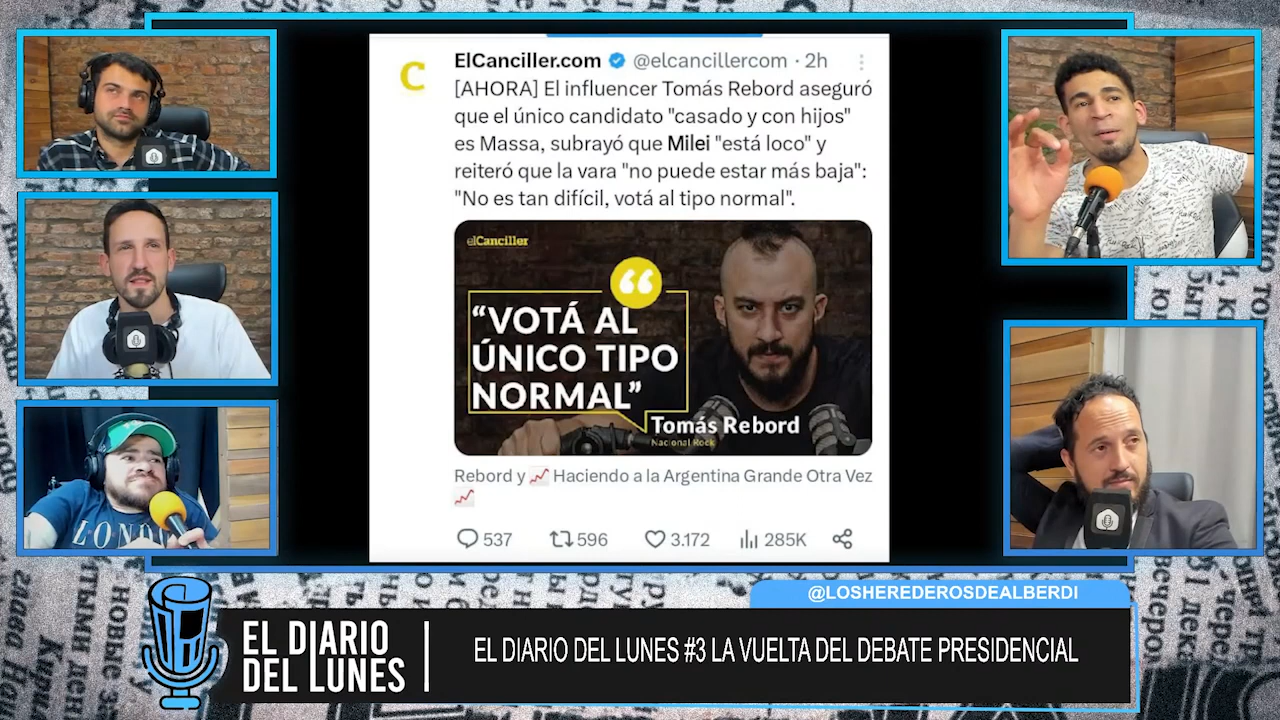 ElCanciller.com @elcancillercom · 2h
[AHORA] El influencer Tomás Rebord aseguró
que el único candidato "casado y con hijos"
es Massa, subrayó que Milei "está loco" y
reiteró que la vara "no puede estar más baja":
"No es tan difícil, votá al tipo normal".
elCanciller
“VOTÁ AL
ÚNICO TIPO
NORMAL”
Tomás Rebord
Nacional Rock
Rebord y 📈 Haciendo a la Argentina Grande Otra Vez
📈
537 596 3.172 285K
LONDON
@LOSHEREDEROSDEALBERDI
EL DIARIO
DEL LUNES
EL DIARIO DEL LUNES #3 LA VUELTA DEL DEBATE PRESIDENCIAL